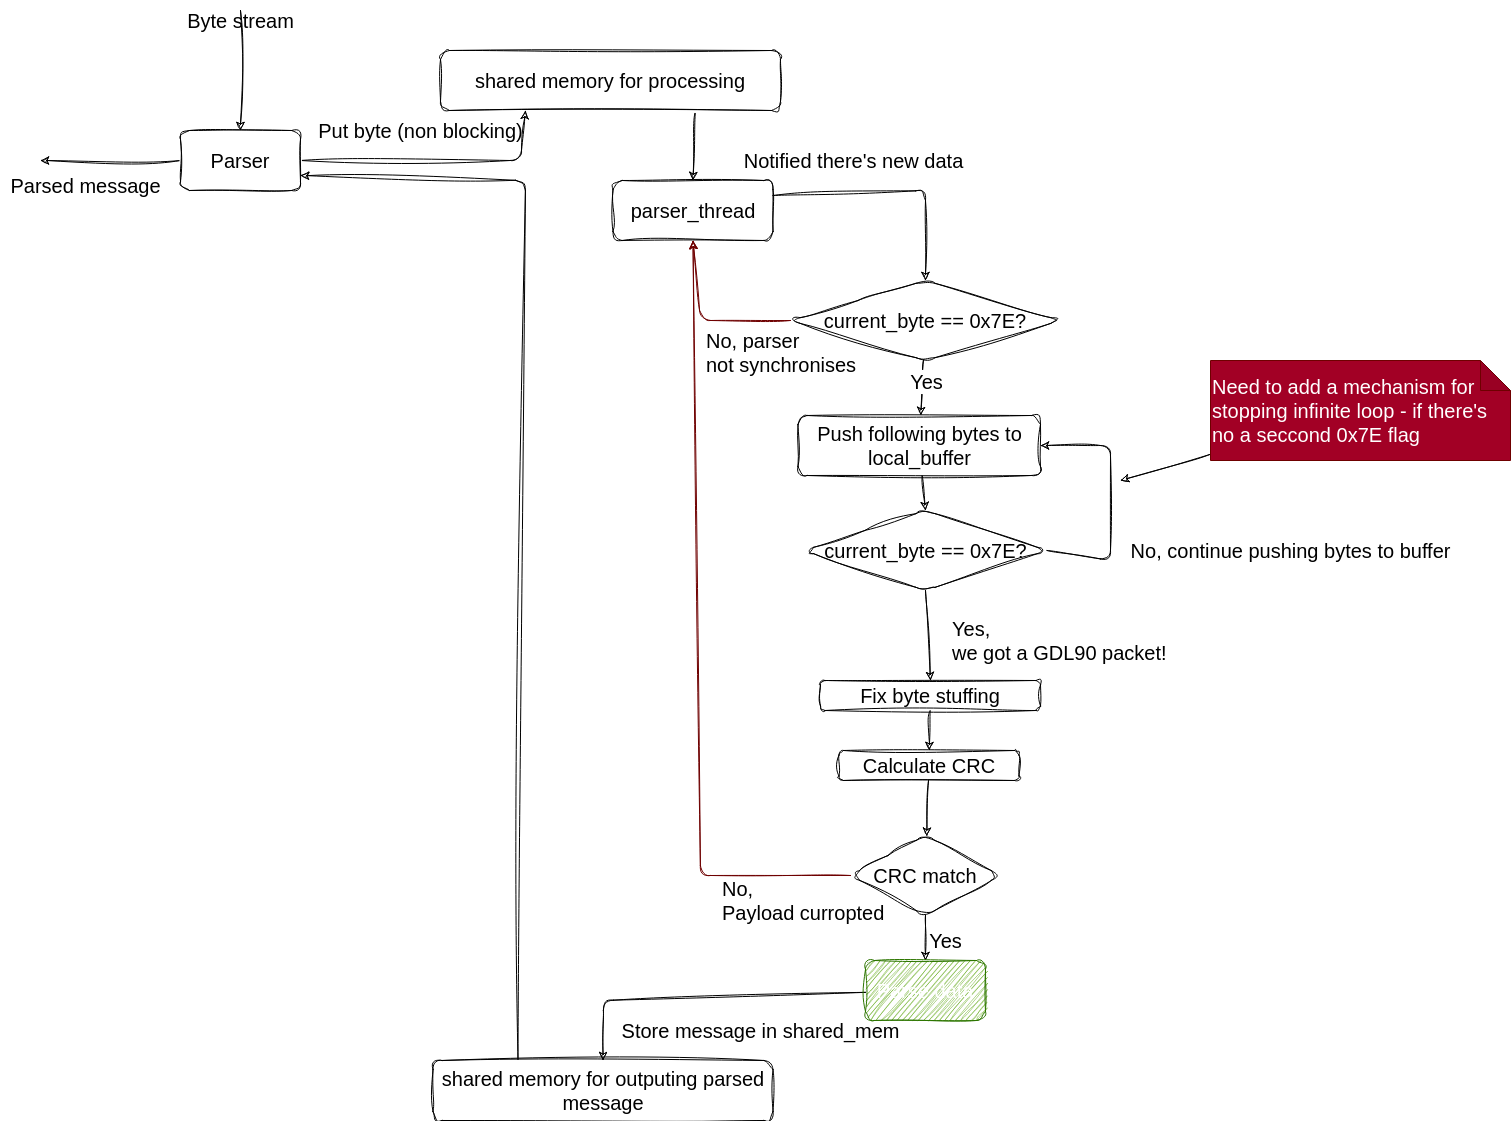 Byte stream
shared memory for processing
Put byte (non blocking)
Parser
Parsed message
Notified there's new data
parser_thread
current_byte == 0x7E?
No, parser
not synchronises
Yes
Need to add a mechanism for
stopping infinite loop - if there's
no a seccond 0x7E flag
Push following bytes to
local_buffer
current_byte == 0x7E?
No, continue pushing bytes to buffer
Yes,
we got a GDL90 packet!
Fix byte stuffing
Calculate CRC
CRC match
No,
Payload curropted
Yes
Parse data
Store message in shared_mem
shared memory for outputing parsed
message